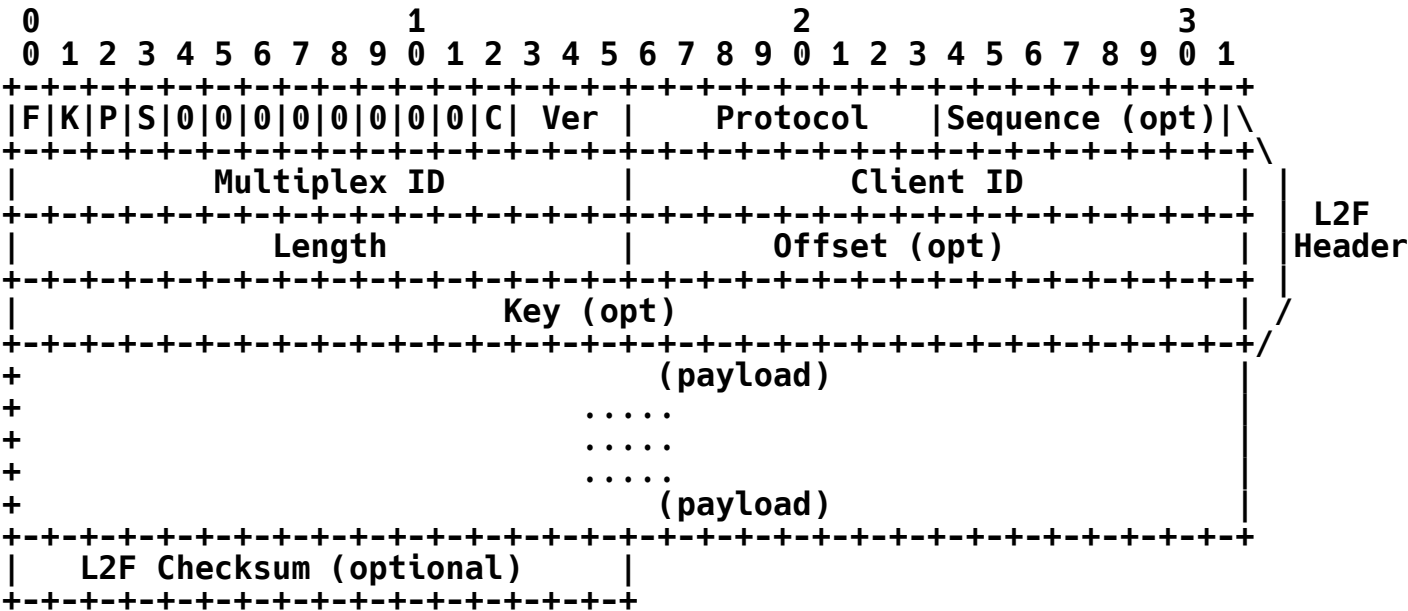 0                   1                   2                   3
 0 1 2 3 4 5 6 7 8 9 0 1 2 3 4 5 6 7 8 9 0 1 2 3 4 5 6 7 8 9 0 1
+-+-+-+-+-+-+-+-+-+-+-+-+-+-+-+-+-+-+-+-+-+-+-+-+-+-+-+-+-+-+-+-+
|F|K|P|S|0|0|0|0|0|0|0|0|C| Ver |    Protocol   |Sequence (opt)|\
+-+-+-+-+-+-+-+-+-+-+-+-+-+-+-+-+-+-+-+-+-+-+-+-+-+-+-+-+-+-+-+-+\
|          Multiplex ID         |           Client ID           | |
+-+-+-+-+-+-+-+-+-+-+-+-+-+-+-+-+-+-+-+-+-+-+-+-+-+-+-+-+-+-+-+-+ | L2F
|             Length            |       Offset (opt)            | |Header
+-+-+-+-+-+-+-+-+-+-+-+-+-+-+-+-+-+-+-+-+-+-+-+-+-+-+-+-+-+-+-+-+ |
|                         Key (opt)                             | /
+-+-+-+-+-+-+-+-+-+-+-+-+-+-+-+-+-+-+-+-+-+-+-+-+-+-+-+-+-+-+-+-+/
+                                 (payload)                     |
+                             .....                             |
+                             .....                             |
+                             .....                             |
+                                 (payload)                     |
+-+-+-+-+-+-+-+-+-+-+-+-+-+-+-+-+-+-+-+-+-+-+-+-+-+-+-+-+-+-+-+-+
|   L2F Checksum (optional)     |
+-+-+-+-+-+-+-+-+-+-+-+-+-+-+-+-+